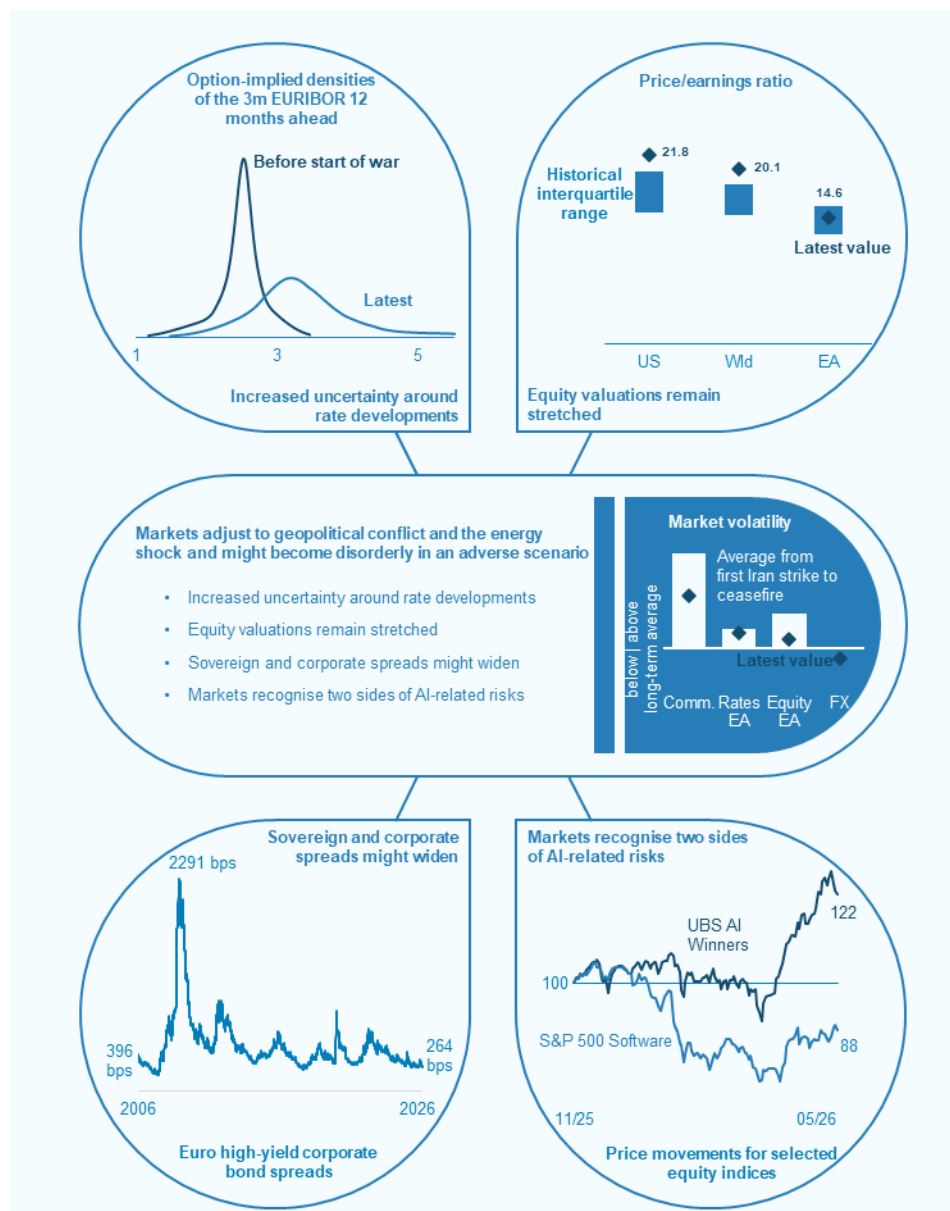 Option-implied densities
of the 3m EURIBOR 12
months ahead
Before start of war
Latest
1
3
5
Increased uncertainty around
rate developments
Price/earnings ratio
21.8
20.1
14.6
Historical
interquartile
range
Latest value
US
Wld
EA
Equity valuations remain
stretched
Markets adjust to geopolitical conflict and the energy
shock and might become disorderly in an adverse scenario
• Increased uncertainty around rate developments
• Equity valuations remain stretched
• Sovereign and corporate spreads might widen
• Markets recognise two sides of AI-related risks
Market volatility
Average from
first Iran strike to
ceasefire
below | above
long-term average
Latest value
Comm.
Rates
EA
Equity
EA
FX
Sovereign and corporate
spreads might widen
2291 bps
396
bps
264
bps
2006
2026
Euro high-yield corporate
bond spreads
Markets recognise two sides
of AI-related risks
UBS AI
Winners
122
100
S&P 500 Software
88
11/25
05/26
Price movements for selected
equity indices